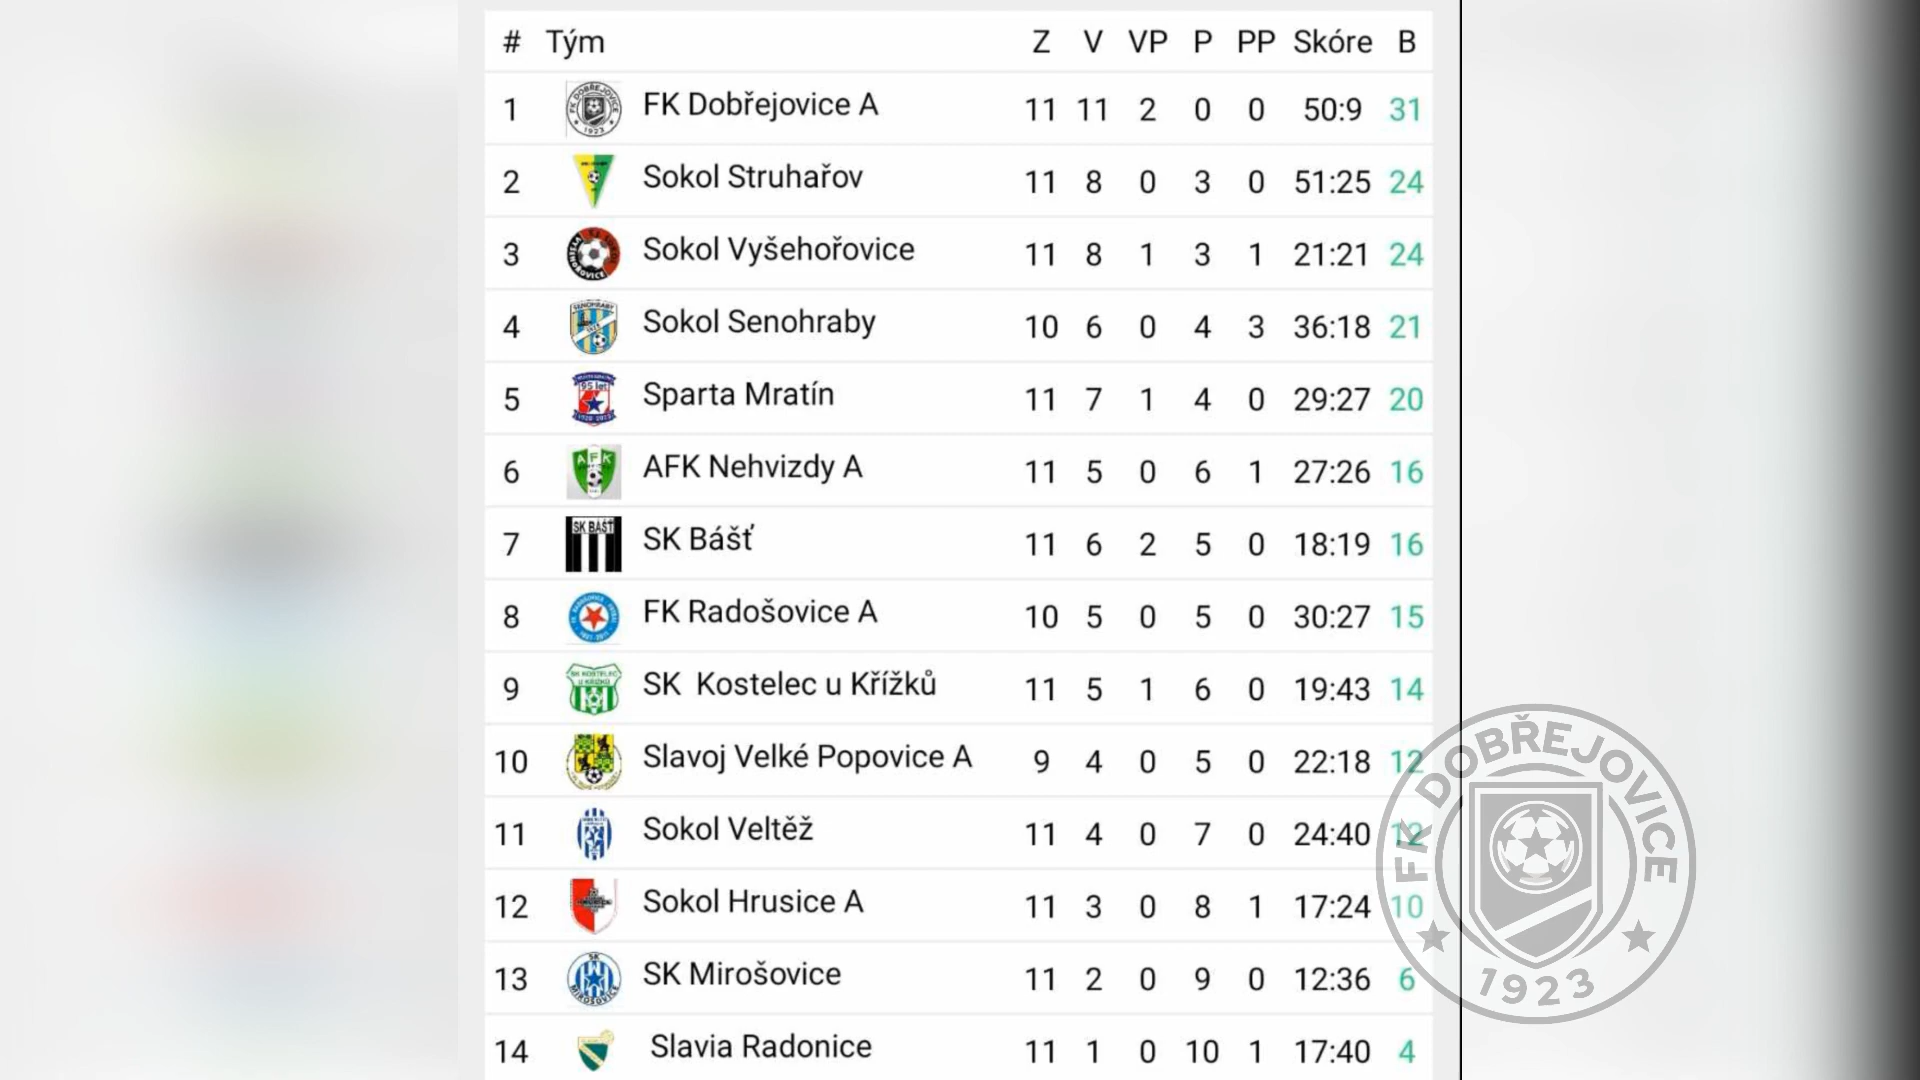 # Tým Z V VP P PP Skóre B
1 FK Dobřejovice A 11 11 2 0 0 50:9 31
2 Sokol Struhařov 11 8 0 3 0 51:25 24
3 Sokol Vyšehořovice 11 8 1 3 1 21:21 24
4 Sokol Senohraby 10 6 0 4 3 36:18 21
5 Sparta Mratín 11 7 1 4 0 29:27 20
6 AFK Nehvizdy A 11 5 0 6 1 27:26 16
7 SK BÁŠŤ SK Bášť 11 6 2 5 0 18:19 16
8 FK Radošovice A 10 5 0 5 0 30:27 15
9 SK Kostelec u Křížků 11 5 1 6 0 19:43 14
10 Slavoj Velké Popovice A 9 4 0 5 0 22:18 12
11 Sokol Veltěž 11 4 0 7 0 24:40 12
12 Sokol Hrusice A 11 3 0 8 1 17:24 10
13 SK Mirošovice 11 2 0 9 0 12:36 6
14 Slavia Radonice 11 1 0 10 1 17:40 4
FK DOBŘEJOVICE
1923